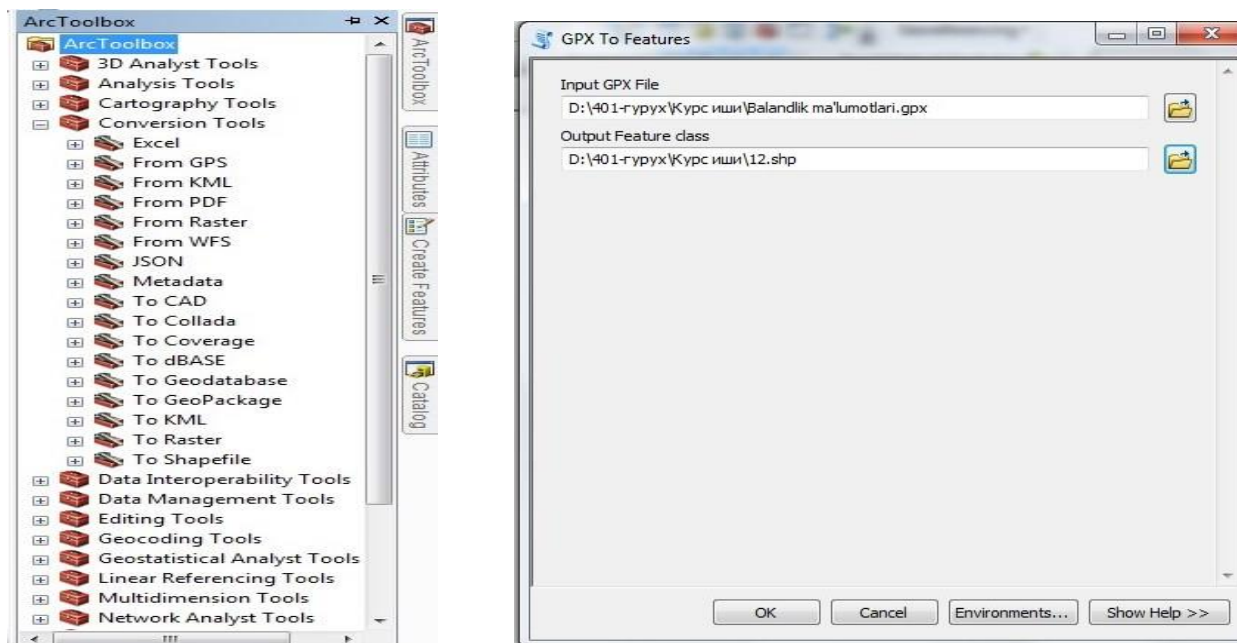 ArcToolbox
ArcToolbox
3D Analyst Tools
Analysis Tools
Cartography Tools
Conversion Tools
Excel
From GPS
From KML
From PDF
From Raster
From WFS
JSON
Metadata
To CAD
To Collada
To Coverage
To dBASE
To Geodatabase
To GeoPackage
To KML
To Raster
To Shapefile
Data Interoperability Tools
Data Management Tools
Editing Tools
Geocoding Tools
Geostatistical Analyst Tools
Linear Referencing Tools
Multidimension Tools
Network Analyst Tools
ArcToolbox
Attributes
Create Features
Catalog
GPX To Features
Input GPX File
D:\401-гурух\Курс иши\Balandlik ma'lumotlari.gpx
Output Feature class
D:\401-гурух\Курс иши\12.shp
OK
Cancel
Environments...
Show Help >>